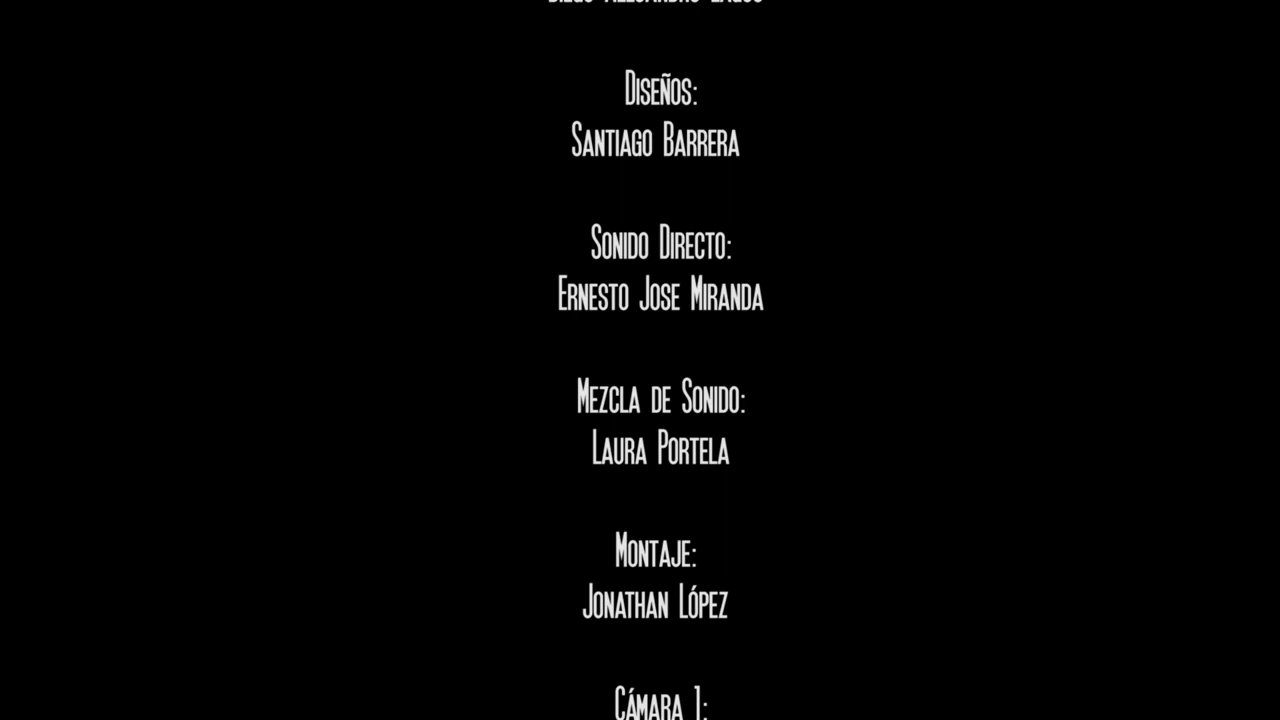 Diseños:
Santiago Barrera
Sonido Directo:
Ernesto Jose Miranda
Mezcla de Sonido:
Laura Portela
Montaje:
Jonathan López
Cámara 1: